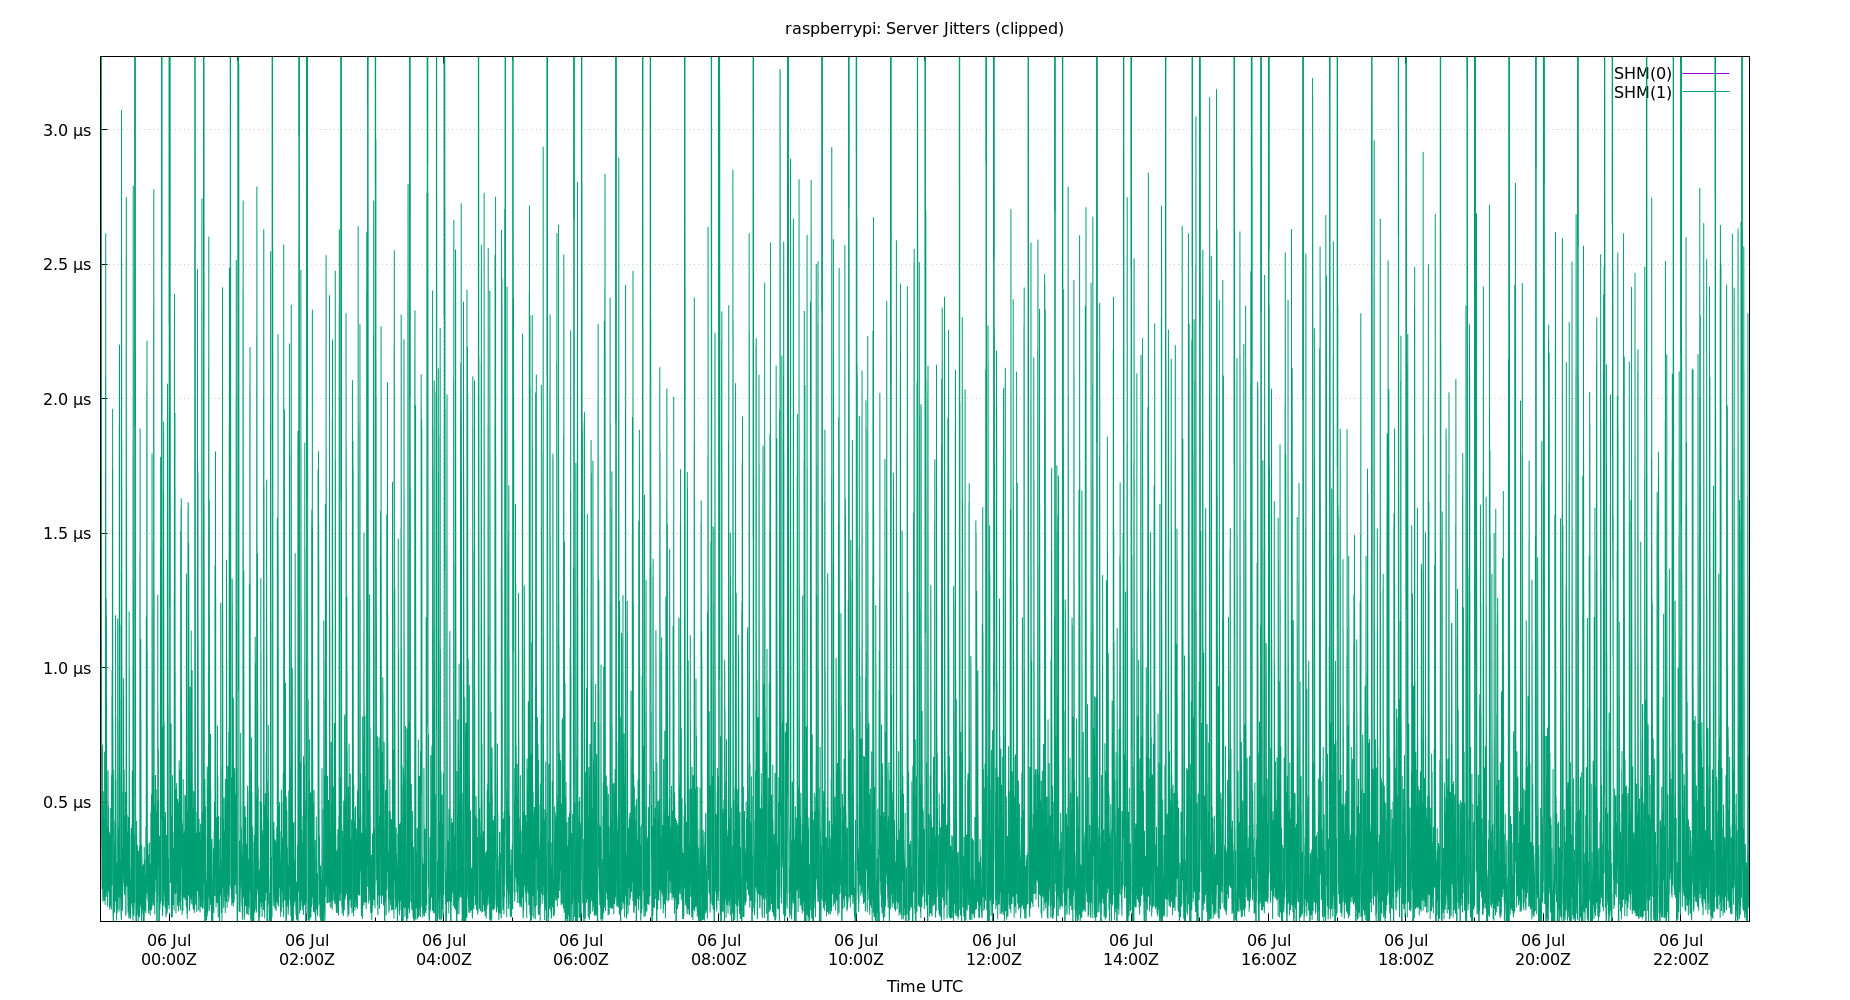 raspberrypi: Server Jitters (clipped)
SHM(0)
SHM(1)
3.0 µs
2.5 µs
2.0 µs
1.5 µs
1.0 µs
0.5 µs
06 Jul 06 Jul 06 Jul 06 Jul 06 Jul 06 Jul 06 Jul 06 Jul 06 Jul 06 Jul 06 Jul 06 Jul
00:00Z 02:00Z 04:00Z 06:00Z 08:00Z 10:00Z 12:00Z 14:00Z 16:00Z 18:00Z 20:00Z 22:00Z
Time UTC